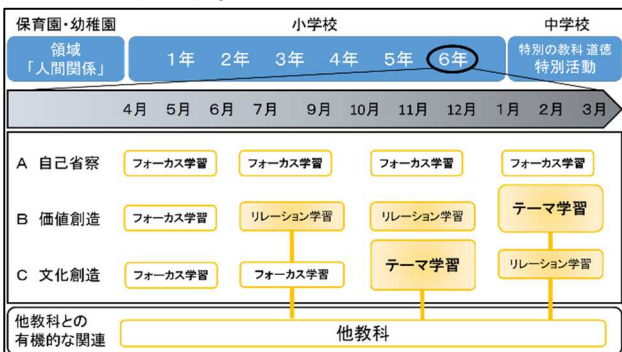 保育園・幼稚園 小学校 中学校
領域
「人間関係」
1年 2年 3年 4年 5年 6年
特別の教科 道徳
特別活動
4月 5月 6月 7月 9月 10月 11月 12月 1月 2月 3月
A 自己省察 フォーカス学習 フォーカス学習 フォーカス学習 フォーカス学習
B 価値創造 フォーカス学習 リレーション学習 リレーション学習 テーマ学習
C 文化創造 フォーカス学習 フォーカス学習 テーマ学習 リレーション学習
他教科との
有機的な関連
他教科